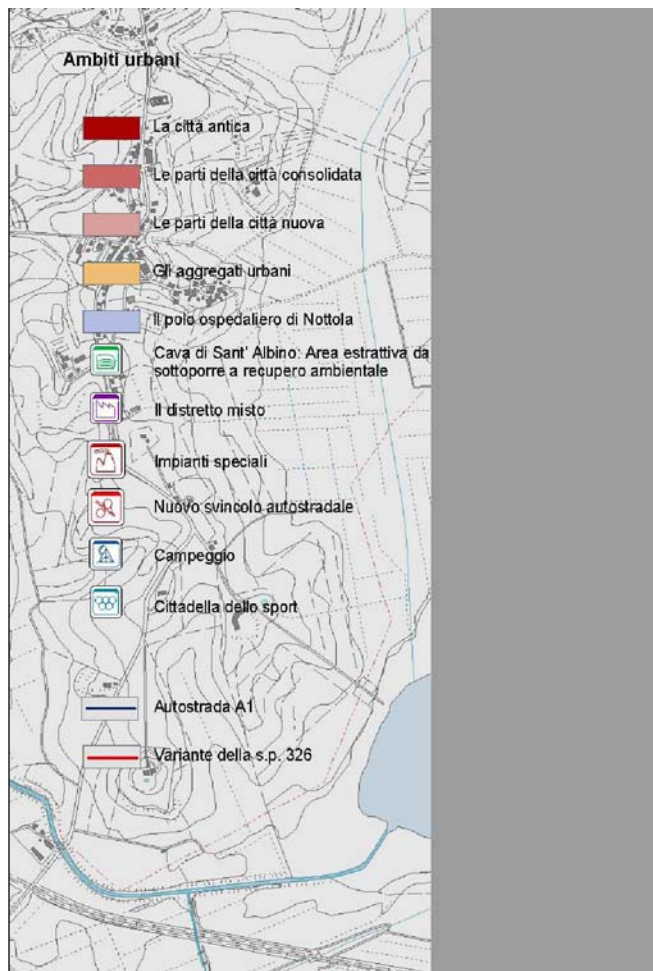 Ambiti urbani
La città antica
Le parti della città consolidata
Le parti della città nuova
Gli aggregati urbani
Il polo ospedaliero di Nottola
Cava di Sant' Albino: Area estrattiva da
sottoporre a recupero ambientale
Il distretto misto
Impianti speciali
Nuovo svincolo autostradale
Campeggio
Cittadella dello sport
Autostrada A1
Variante della s.p. 326